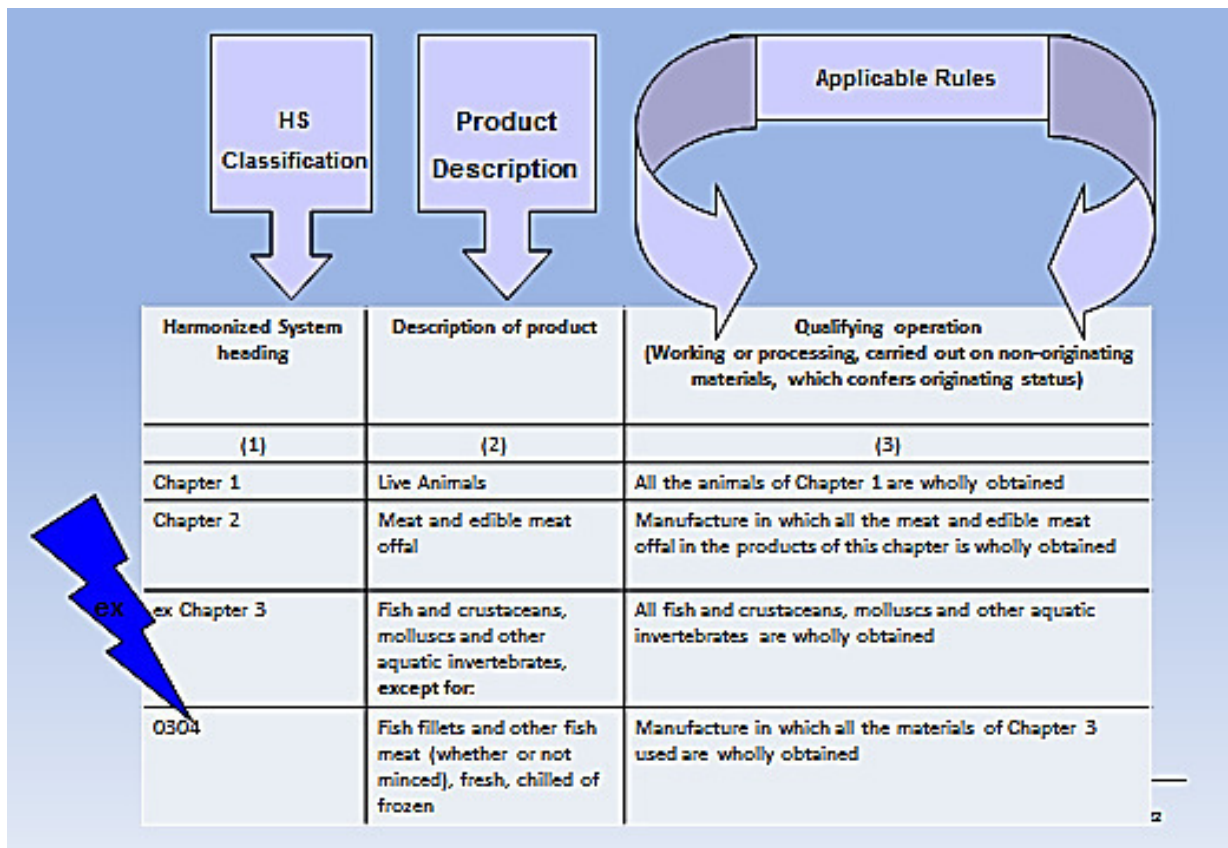 HS
Classification
Product
Description
Applicable Rules
Harmonized System
heading
Description of product
Qualifying operation
(Working or processing, carried out on non-originating
materials, which confers originating status)
(1)
(2)
(3)
Chapter 1
Live Animals
All the animals of Chapter 1 are wholly obtained
Chapter 2
Meat and edible meat
offal
Manufacture in which all the meat and edible meat
offal in the products of this chapter is wholly obtained
ex
ex Chapter 3
Fish and crustaceans,
molluscs and other
aquatic invertebrates,
except for:
All fish and crustaceans, molluscs and other aquatic
invertebrates are wholly obtained
0304
Fish fillets and other fish
meat (whether or not
minced), fresh, chilled of
frozen
Manufacture in which all the materials of Chapter 3
used are wholly obtained
22